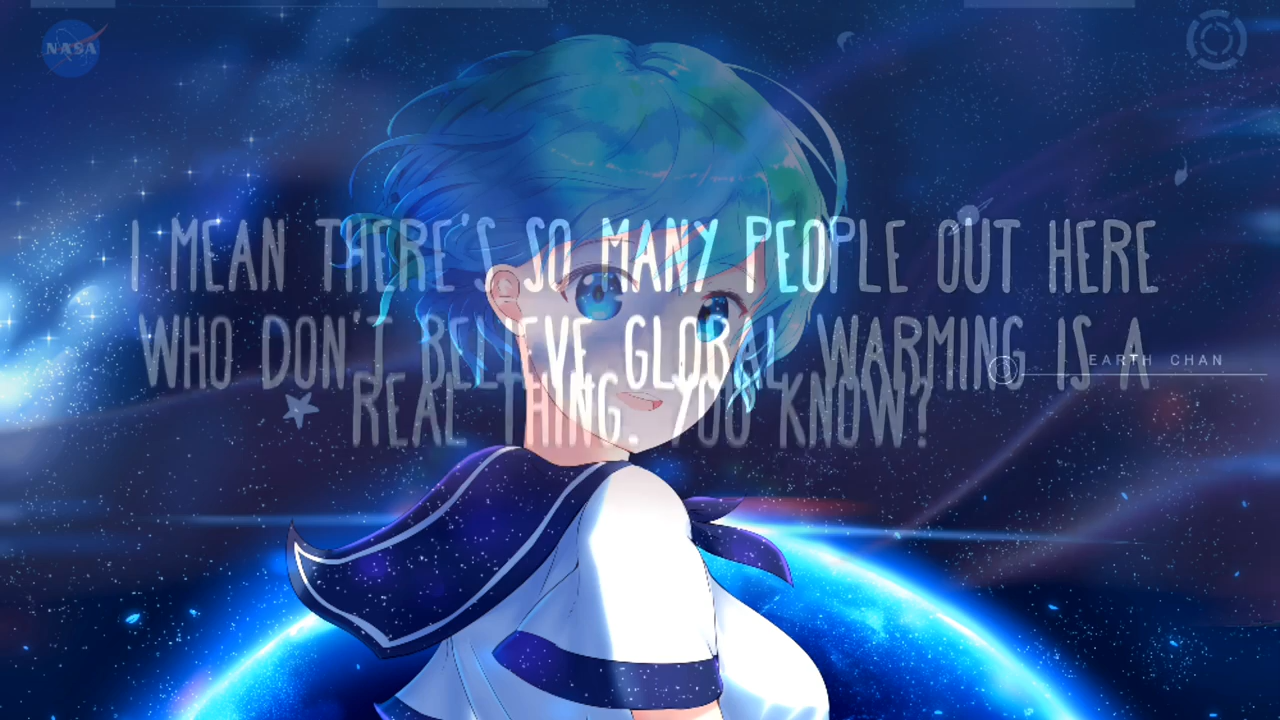 NASA
I MEAN THERE'S SO MANY PEOPLE OUT HERE
WHO DON'T BELIEVE GLOBAL WARMING IS A
EARTH CHAN
REAL THING. YOU KNOW?